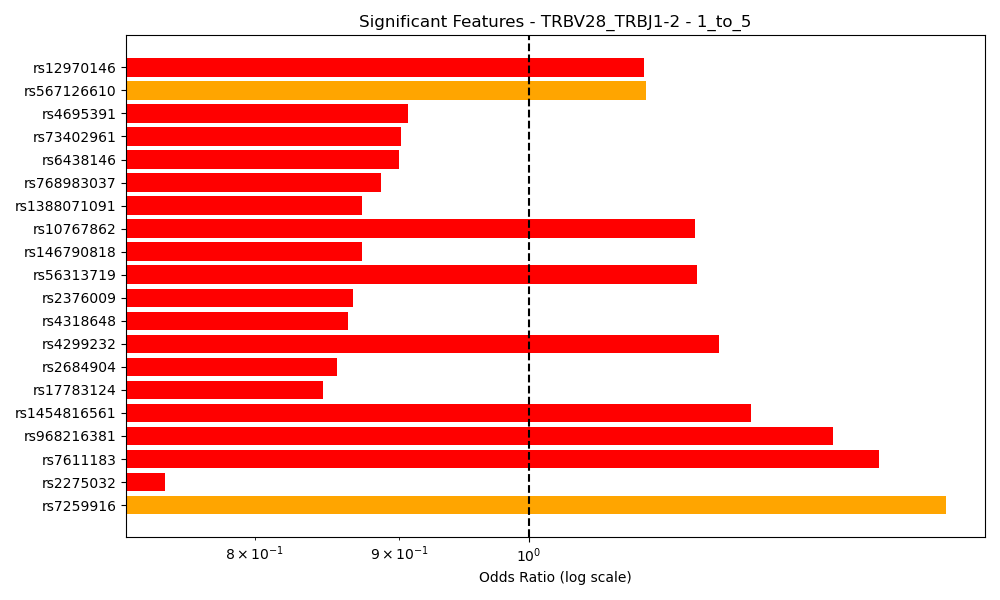 Significant Features - TRBV28_TRBJ1-2 - 1_to_5
rs12970146
rs567126610
rs4695391
rs73402961
rs6438146
rs768983037
rs1388071091
rs10767862
rs146790818
rs56313719
rs2376009
rs4318648
rs4299232
rs2684904
rs17783124
rs1454816561
rs968216381
rs7611183
rs2275032
rs7259916
8 × 10⁻¹ 9 × 10⁻¹ 10⁰
Odds Ratio (log scale)